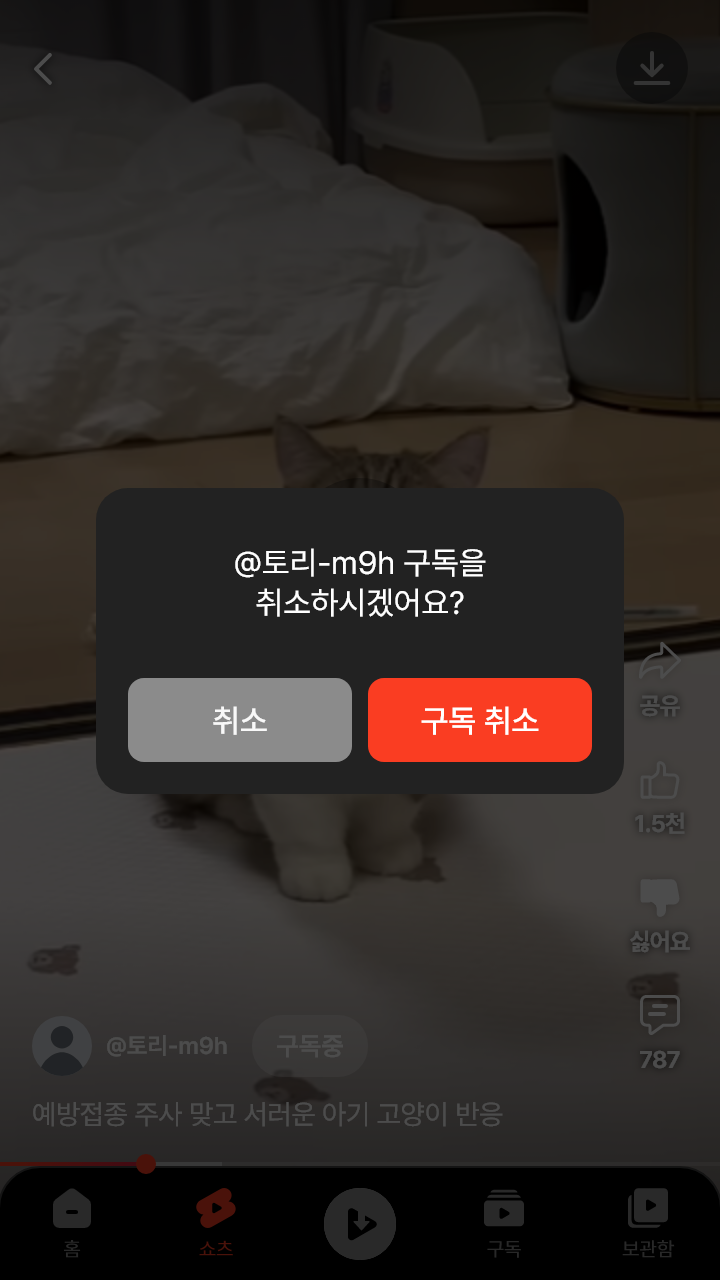 @토리-m9h 구독을
취소하시겠어요?
취소
구독 취소
공유
1.5천
싫어요
787
@토리-m9h
구독중
예방접종 주사 맞고 서러운 아기 고양이 반응
홈
쇼츠
구독
보관함